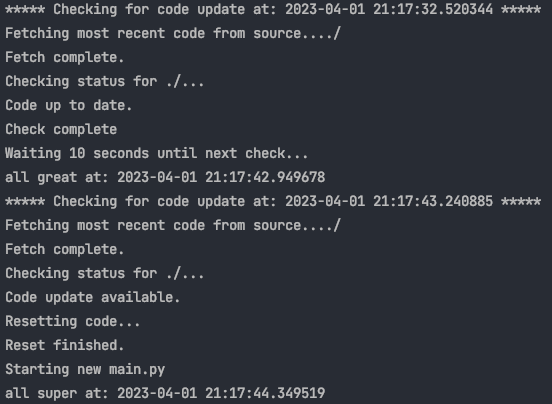 ***** Checking for code update at: 2023-04-01 21:17:32.520344 *****
Fetching most recent code from source..../
Fetch complete.
Checking status for ./...
Code up to date.
Check complete
Waiting 10 seconds until next check...
all great at: 2023-04-01 21:17:42.949678
***** Checking for code update at: 2023-04-01 21:17:43.240885 *****
Fetching most recent code from source..../
Fetch complete.
Checking status for ./...
Code update available.
Resetting code...
Reset finished.
Starting new main.py
all super at: 2023-04-01 21:17:44.349519